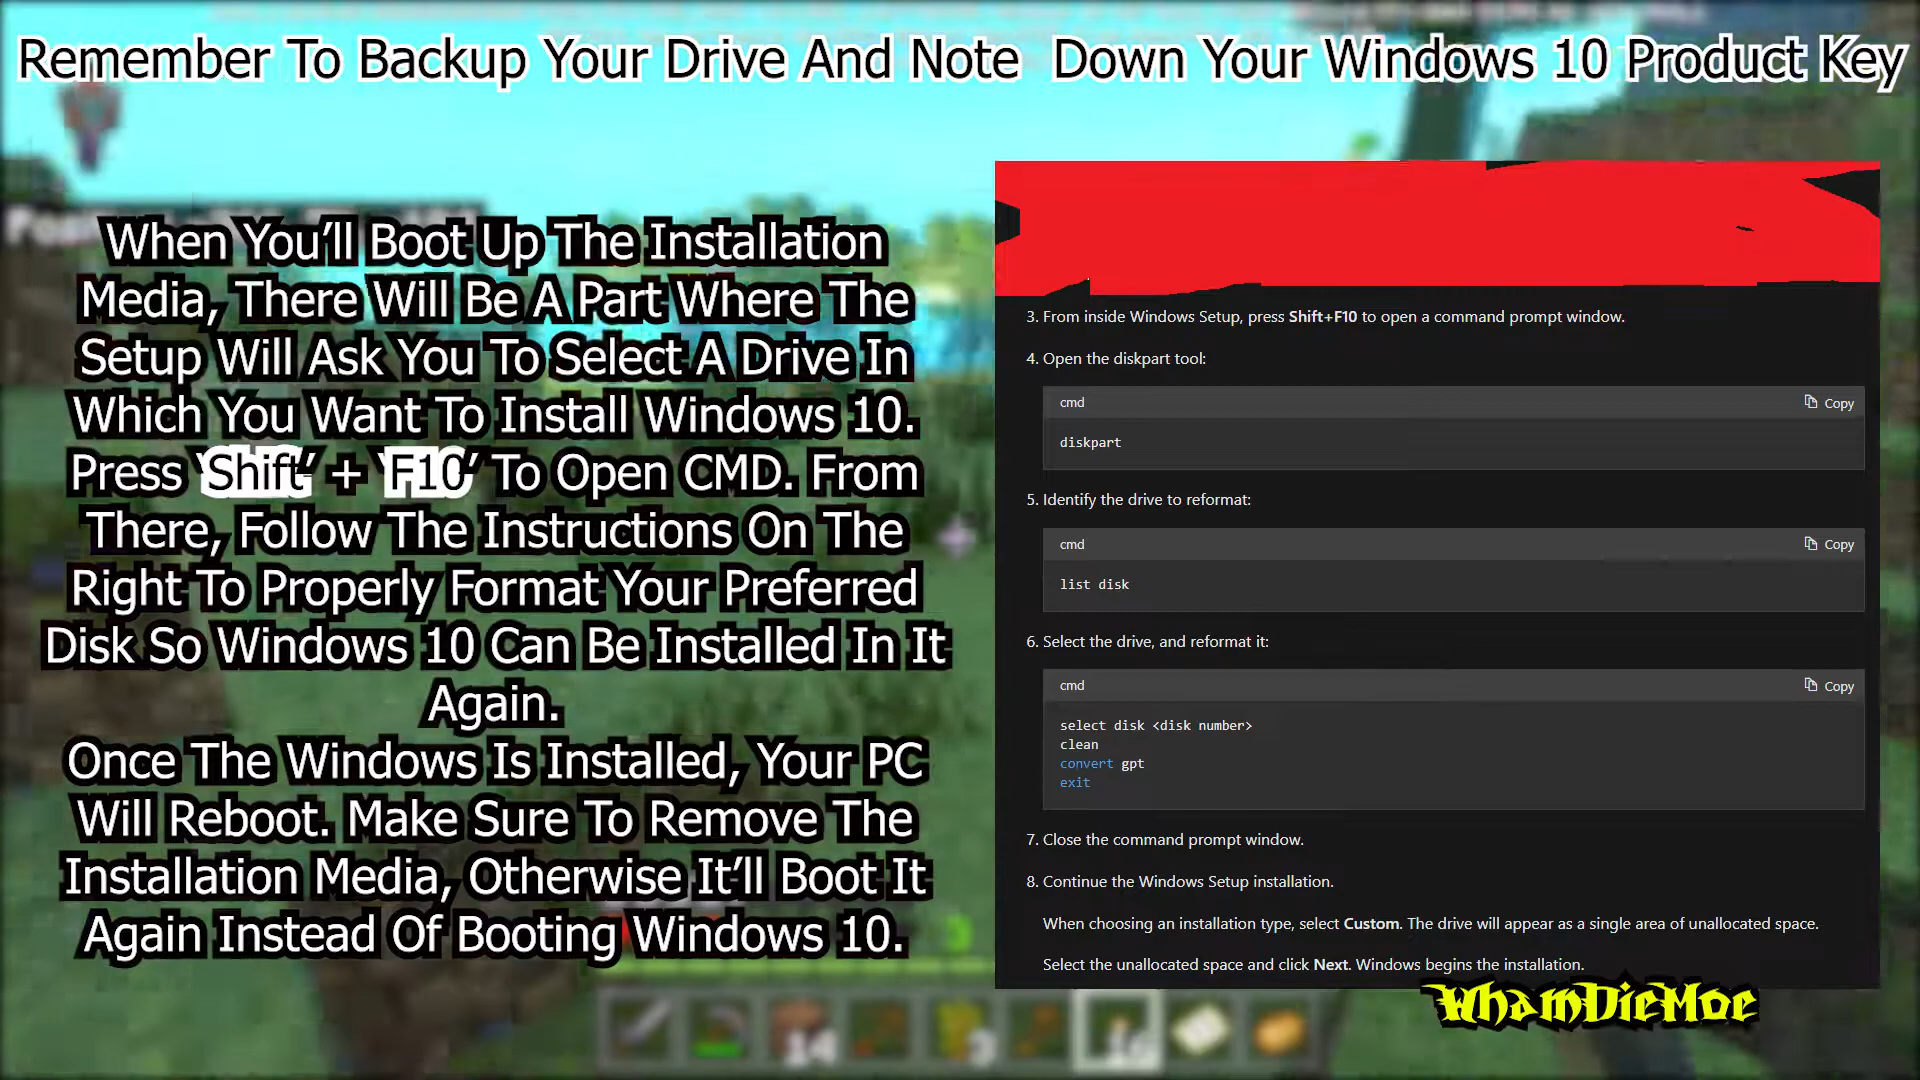 Remember To Backup Your Drive And Note Down Your Windows 10 Product Key
When You'll Boot Up The Installation
Media, There Will Be A Part Where The
Setup Will Ask You To Select A Drive In
Which You Want To Install Windows 10.
Press 'Shift' + 'F10' To Open CMD. From
There, Follow The Instructions On The
Right To Properly Format Your Preferred
Disk So Windows 10 Can Be Installed In It
Again.
Once The Windows Is Installed, Your PC
Will Reboot. Make Sure To Remove The
Installation Media, Otherwise It'll Boot It
Again Instead Of Booting Windows 10.
3. From inside Windows Setup, press Shift+F10 to open a command prompt window.
4. Open the diskpart tool:
cmd Copy
diskpart
5. Identify the drive to reformat:
cmd Copy
list disk
6. Select the drive, and reformat it:
cmd Copy
select disk <disk number>
clean
convert gpt
exit
7. Close the command prompt window.
8. Continue the Windows Setup installation.
When choosing an installation type, select Custom. The drive will appear as a single area of unallocated space.
Select the unallocated space and click Next. Windows begins the installation.
WhamDieMoe
3
14 3 16